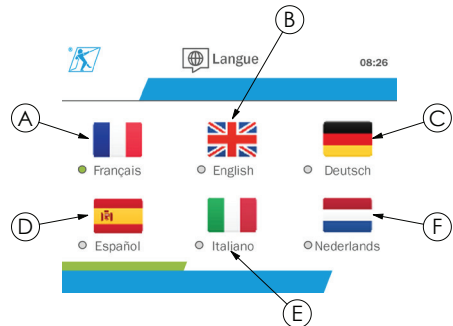 B
Langue
08:26
A
C
Français
English
Deutsch
D
F
Español
Italiano
Nederlands
E